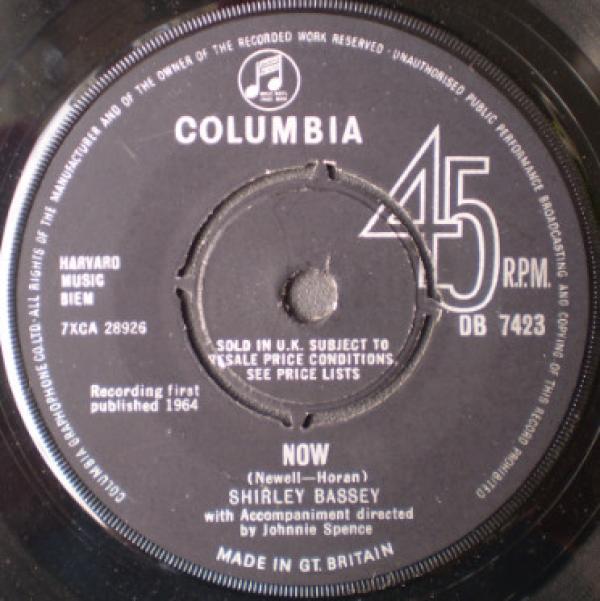 COLUMBIA GRAPHOPHONE CO. LTD. · ALL RIGHTS OF THE MANUFACTURER AND OF THE OWNER OF THE RECORDED WORK RESERVED · UNAUTHORISED PUBLIC PERFORMANCE BROADCASTING AND COPYING OF THIS RECORD PROHIBITED
COLUMBIA
45
R.P.M.
HARVARD
MUSIC
BIEM
7XCA 28926
DB 7423
SOLD IN U.K. SUBJECT TO
RESALE PRICE CONDITIONS,
SEE PRICE LISTS
Recording first
published 1964
NOW
(Newell—Horan)
SHIRLEY BASSEY
with Accompaniment directed
by Johnnie Spence
MADE IN GT. BRITAIN